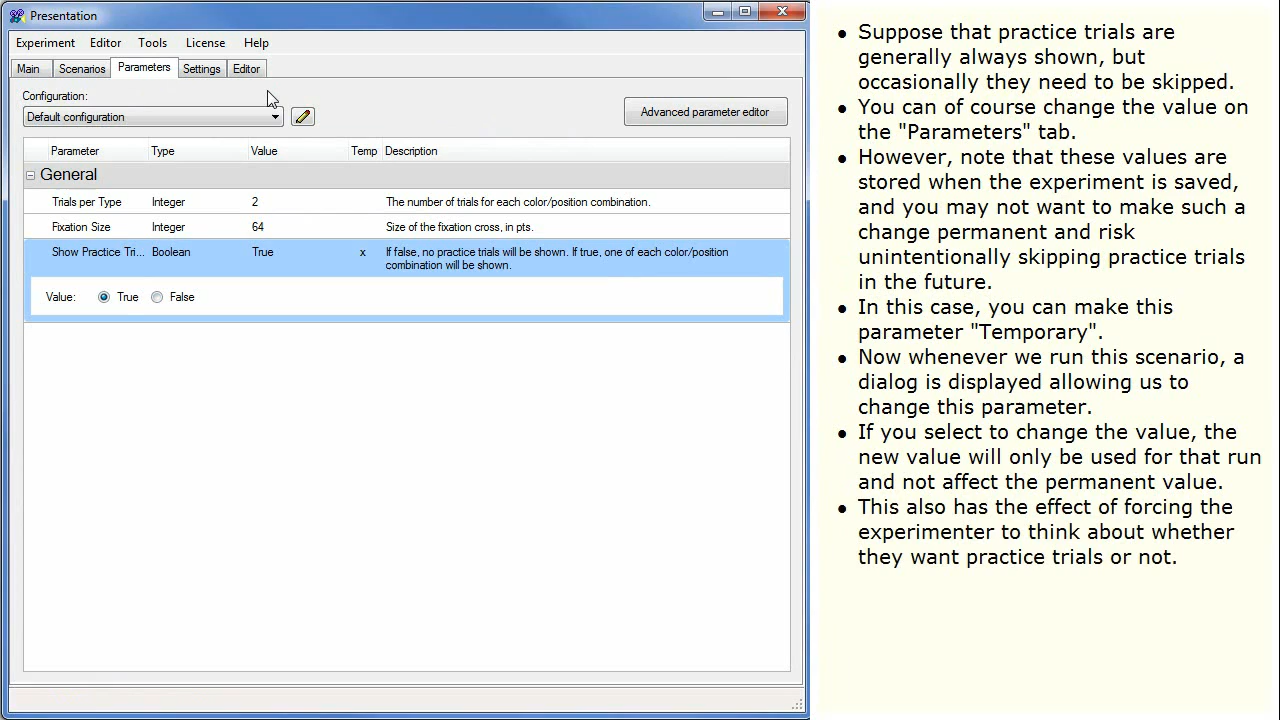 Presentation
Experiment Editor Tools License Help
Main Scenarios Parameters Settings Editor
Configuration:
Default configuration
Advanced parameter editor
Parameter Type Value Temp Description
General
Trials per Type Integer 2 The number of trials for each color/position combination.
Fixation Size Integer 64 Size of the fixation cross, in pts.
Show Practice Tri... Boolean True x If false, no practice trials will be shown. If true, one of each color/position
combination will be shown.
Value: True False
• Suppose that practice trials are
generally always shown, but
occasionally they need to be skipped.
• You can of course change the value on
the "Parameters" tab.
• However, note that these values are
stored when the experiment is saved,
and you may not want to make such a
change permanent and risk
unintentionally skipping practice trials
in the future.
• In this case, you can make this
parameter "Temporary".
• Now whenever we run this scenario, a
dialog is displayed allowing us to
change this parameter.
• If you select to change the value, the
new value will only be used for that run
and not affect the permanent value.
• This also has the effect of forcing the
experimenter to think about whether
they want practice trials or not.